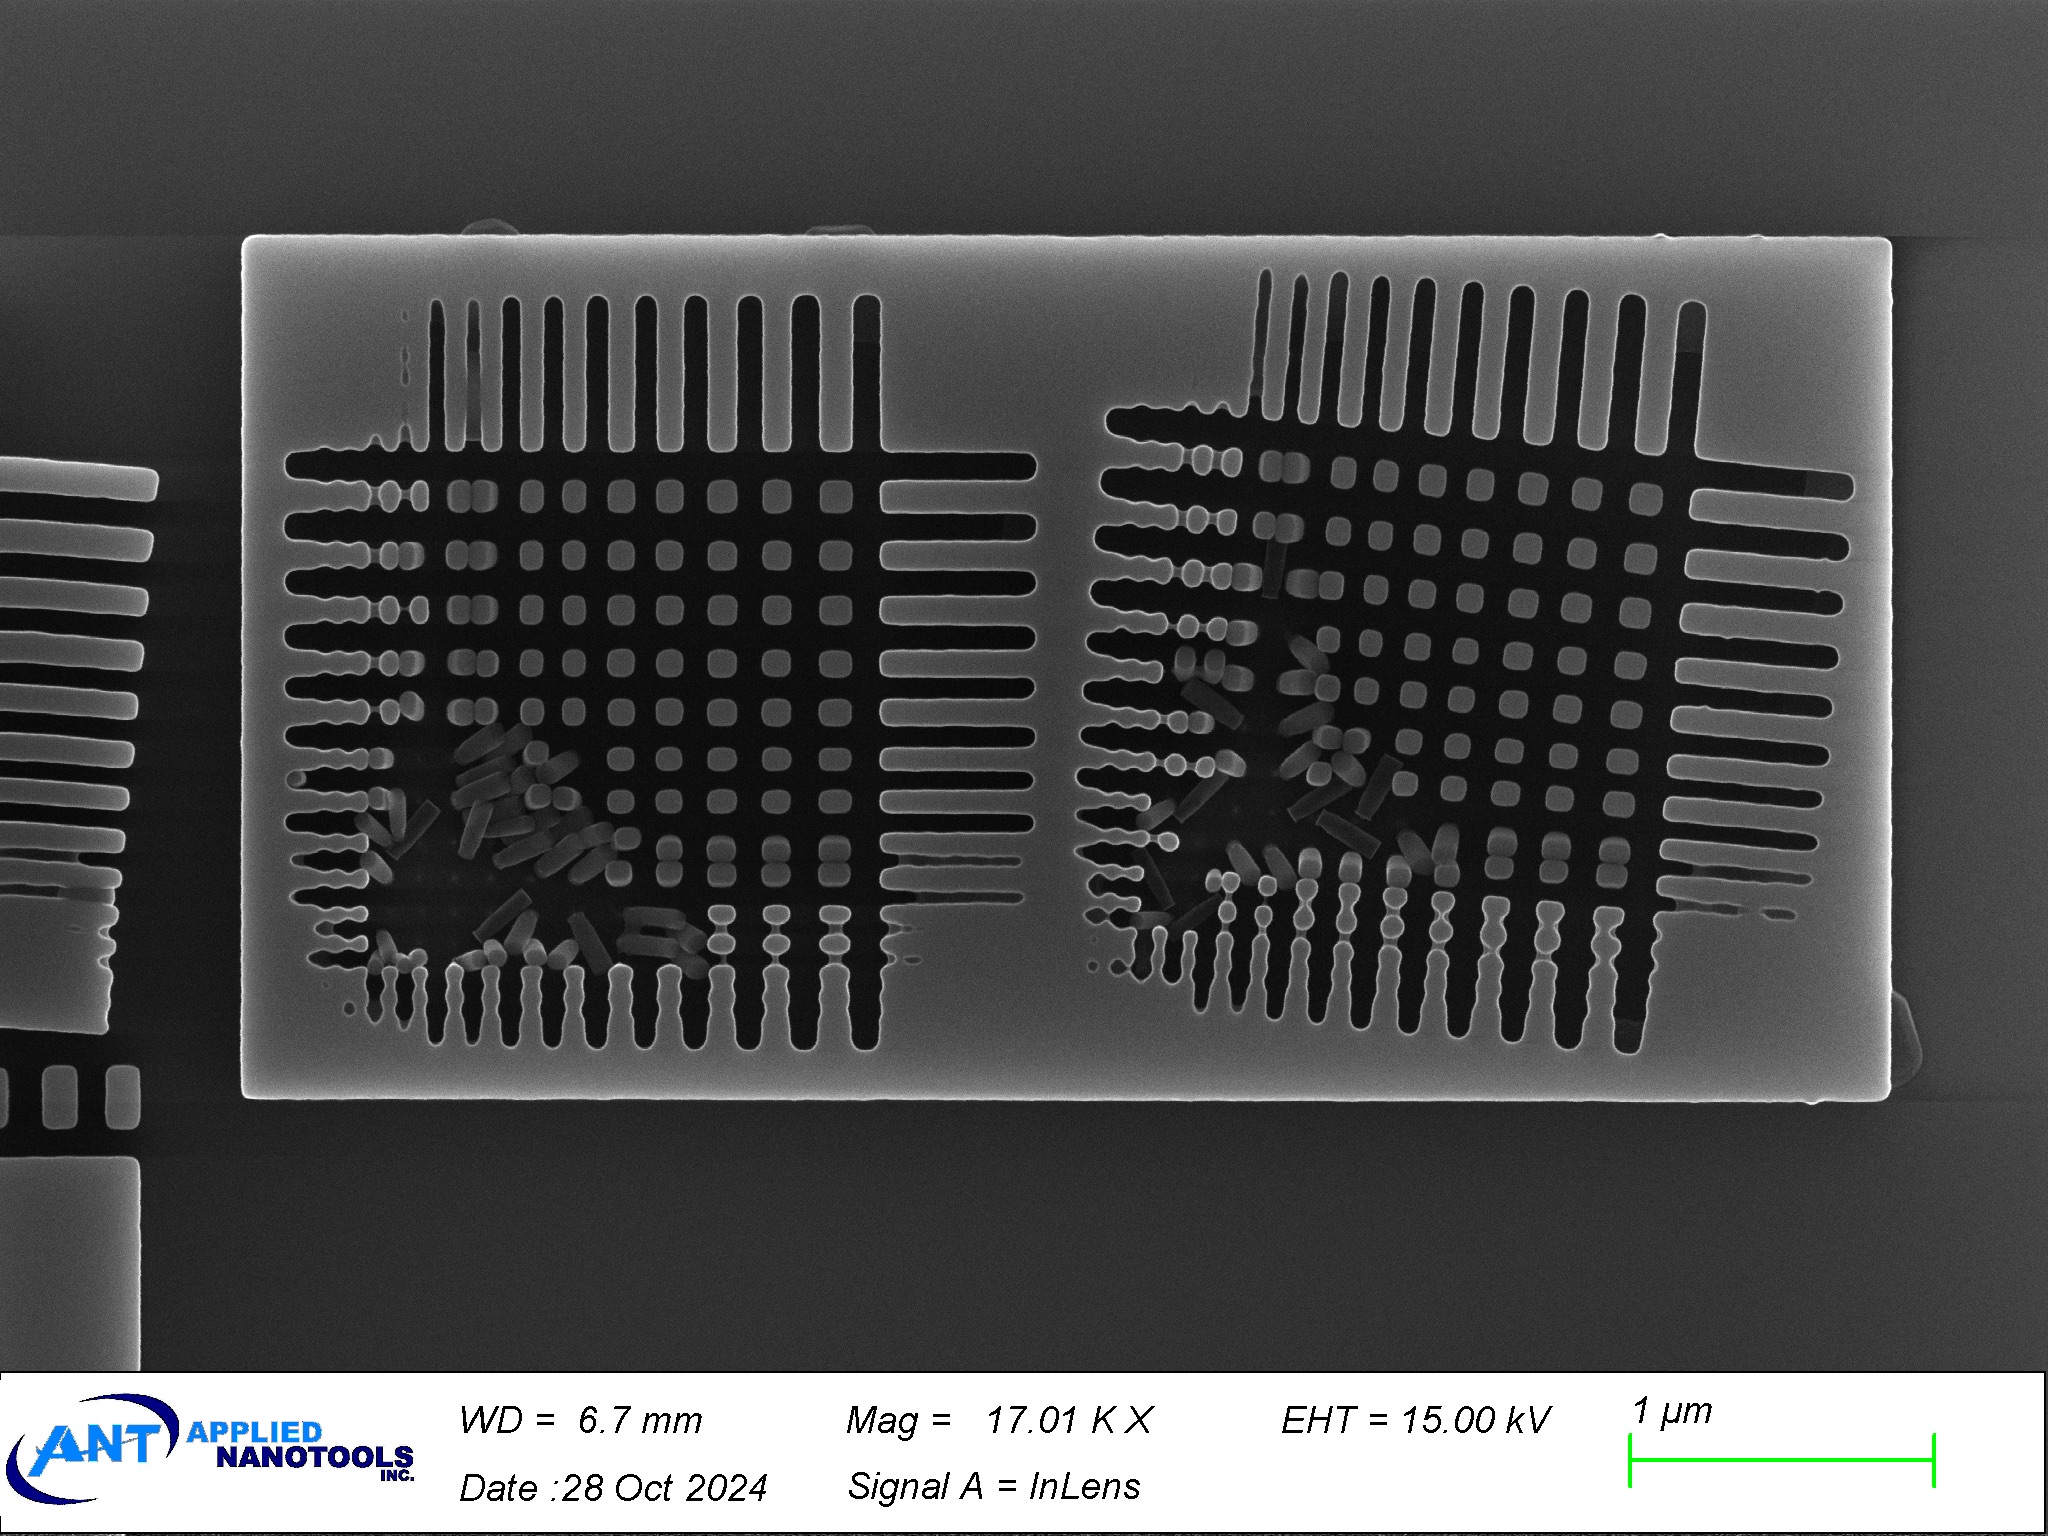 ANT APPLIED
NANOTOOLS
INC.
WD = 6.7 mm
Mag = 17.01 K X
EHT = 15.00 kV
1 µm
Date :28 Oct 2024
Signal A = InLens